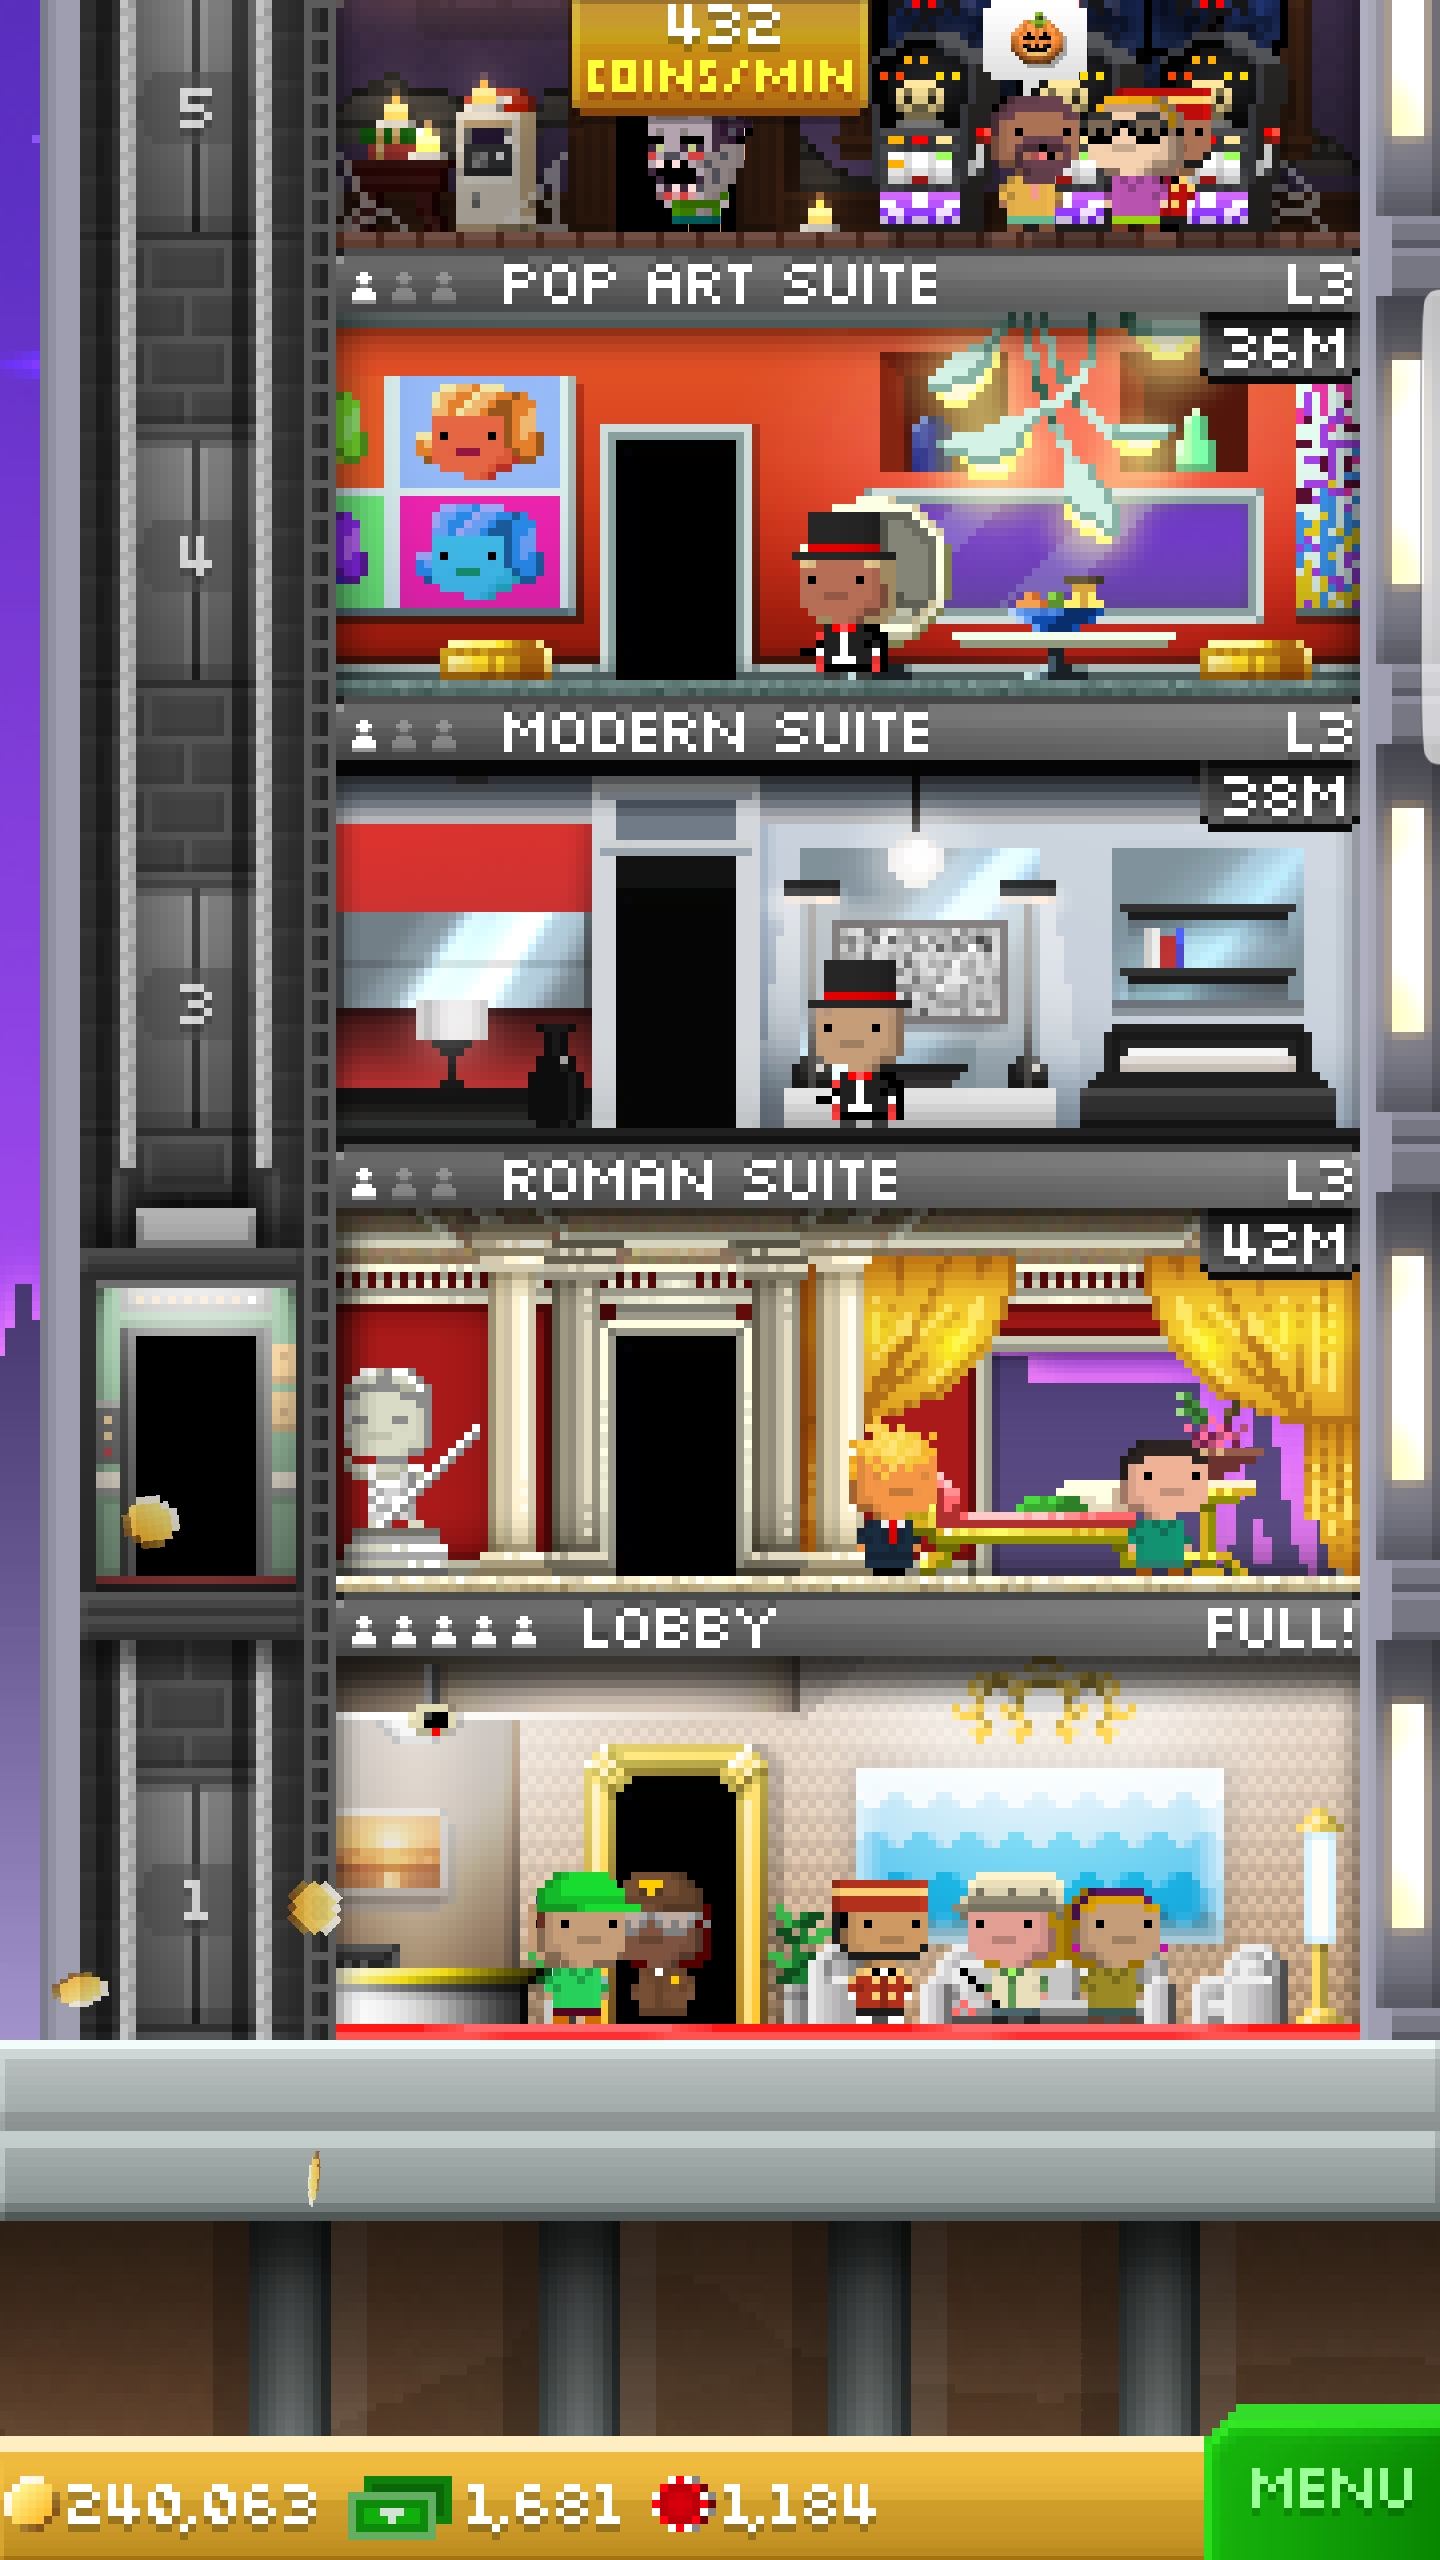 432
COINS/MIN
5
POP ART SUITE L3
36M
4
MODERN SUITE L3
38M
3
ROMAN SUITE L3
42M
LOBBY FULL!
1
240,063 1,681 1,184
MENU